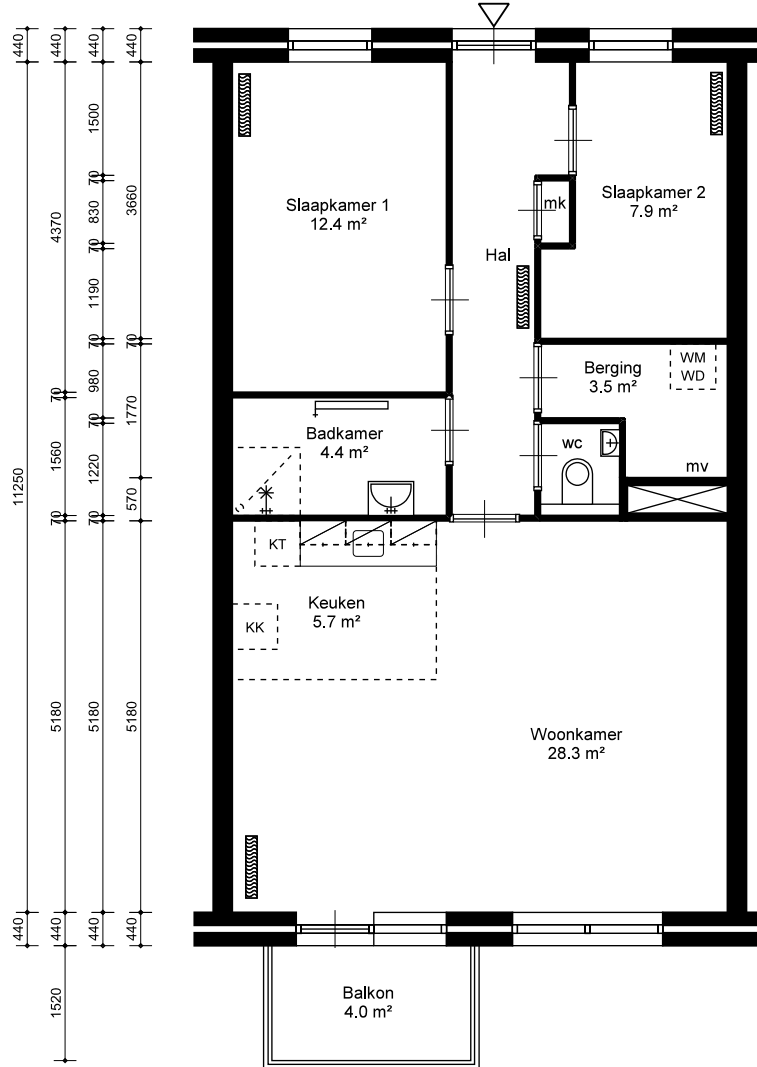 440
440
440
440
1500
70
830
70
1190
70
980
70
1220
70
5180
440
4370
70
1560
70
5180
440
1520
3660
70
1770
570
5180
440
11250
440
Slaapkamer 1
12.4 m²
Slaapkamer 2
7.9 m²
mk
Hal
Berging
3.5 m²
WM
WD
Badkamer
4.4 m²
wc
mv
KT
Keuken
5.7 m²
KK
Woonkamer
28.3 m²
Balkon
4.0 m²